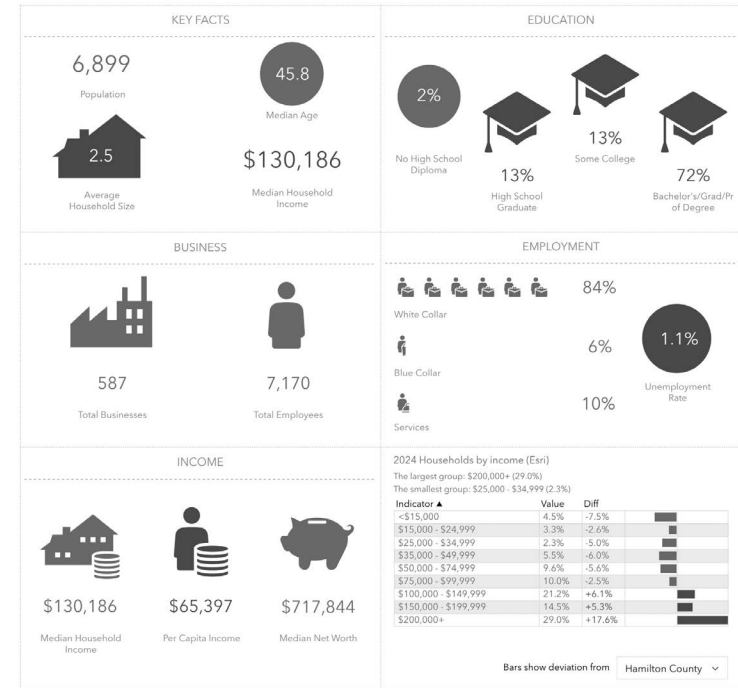 KEY FACTS
6,899
Population
45.8
Median Age
2.5
Average
Household Size
$130,186
Median Household
Income
EDUCATION
2%
No High School
Diploma
13%
High School
Graduate
13%
Some College
72%
Bachelor's/Grad/Pr
of Degree
BUSINESS
587
Total Businesses
7,170
Total Employees
EMPLOYMENT
84%
White Collar
6%
Blue Collar
10%
Services
1.1%
Unemployment
Rate
INCOME
$130,186
Median Household
Income
$65,397
Per Capita Income
$717,844
Median Net Worth
2024 Households by income (Esri)
The largest group: $200,000+ (29.0%)
The smallest group: $25,000 - $34,999 (2.3%)
Indicator ▲ Value Diff
<$15,000 4.5% -7.5%
$15,000 - $24,999 3.3% -2.6%
$25,000 - $34,999 2.3% -5.0%
$35,000 - $49,999 5.5% -6.0%
$50,000 - $74,999 9.6% -5.6%
$75,000 - $99,999 10.0% -2.5%
$100,000 - $149,999 21.2% +6.1%
$150,000 - $199,999 14.5% +5.3%
$200,000+ 29.0% +17.6%
Bars show deviation from Hamilton County